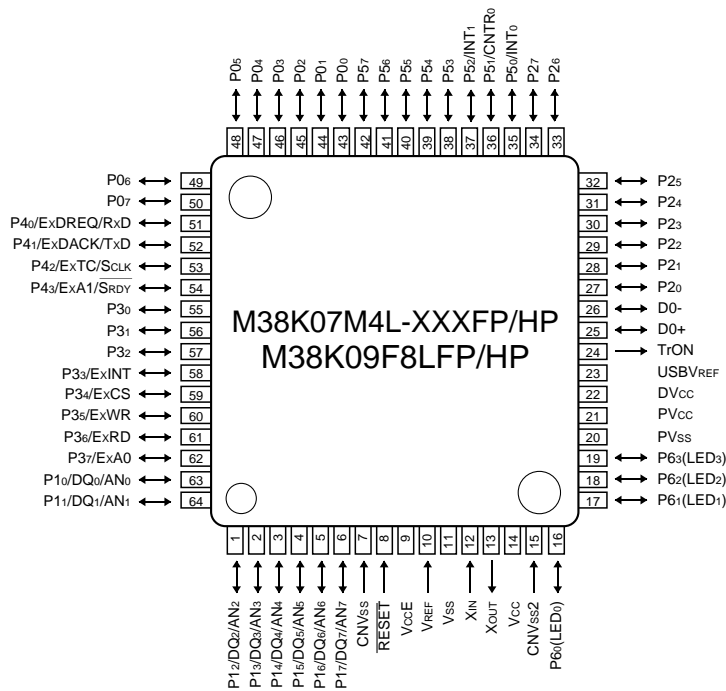 P05
P04
P03
P02
P01
P00
P57
P56
P55
P54
P53
P52/INT1
P51/CNTR0
P50/INT0
P27
P26
48 47 46 45 44 43 42 41 40 39 38 37 36 35 34 33
P06 49
P07 50
P40/EXDREQ/RXD 51
P41/EXDACK/TXD 52
P42/EXTC/SCLK 53
P43/EXA1/SRDY 54
P30 55
P31 56
P32 57
P33/EXINT 58
P34/EXCS 59
P35/EXWR 60
P36/EXRD 61
P37/EXA0 62
P10/DQ0/AN0 63
P11/DQ1/AN1 64
M38K07M4L-XXXFP/HP
M38K09F8LFP/HP
32 P25
31 P24
30 P23
29 P22
28 P21
27 P20
26 D0-
25 D0+
24 TrON
23 USBVREF
22 DVCC
21 PVCC
20 PVSS
19 P63(LED3)
18 P62(LED2)
17 P61(LED1)
1 2 3 4 5 6 7 8 9 10 11 12 13 14 15 16
P12/DQ2/AN2
P13/DQ3/AN3
P14/DQ4/AN4
P15/DQ5/AN5
P16/DQ6/AN6
P17/DQ7/AN7
CNVSS
RESET
VCCE
VREF
VSS
XIN
XOUT
VCC
CNVSS2
P60(LED0)